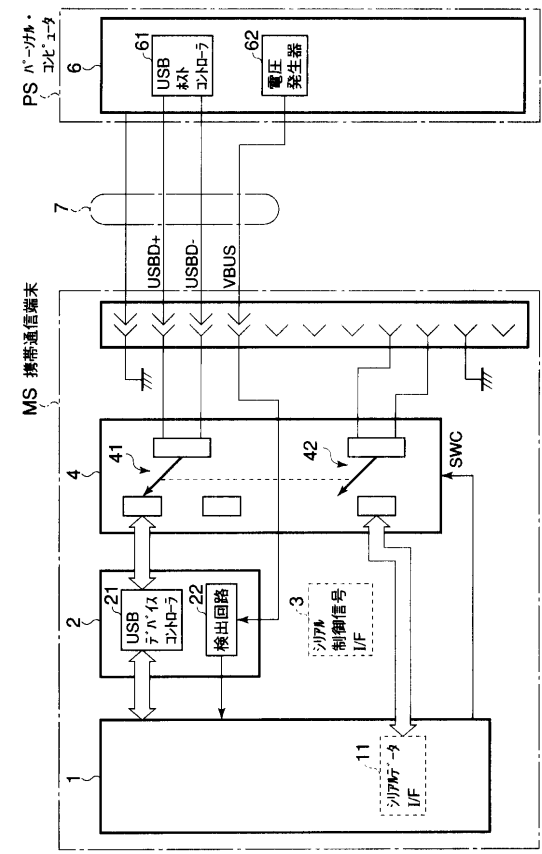 PS パーソナル・
コンピュータ
6
61
USB
ホスト
コントローラ
62
電圧
発生器
7
USBD+
USBD-
VBUS
MS 携帯通信端末
4
41
42
SWC
2
21
USB
デバイス
コントローラ
22
検出回路
3
シリアル
制御信号
I/F
1
11
シリアルデータ
I/F